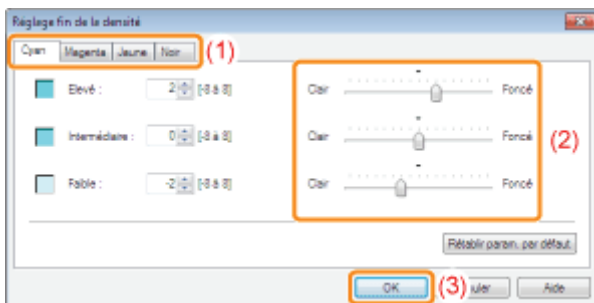 Réglage fin de la densité
Cyan Magenta Jaune Noir (1)
Elevé : 2 [-8 à 8] Clair Foncé
Intermédiaire : 0 [-8 à 8] Clair Foncé (2)
Faible : -2 [-8 à 8] Clair Foncé
Rétablir param. par défaut
OK (3) uler Aide